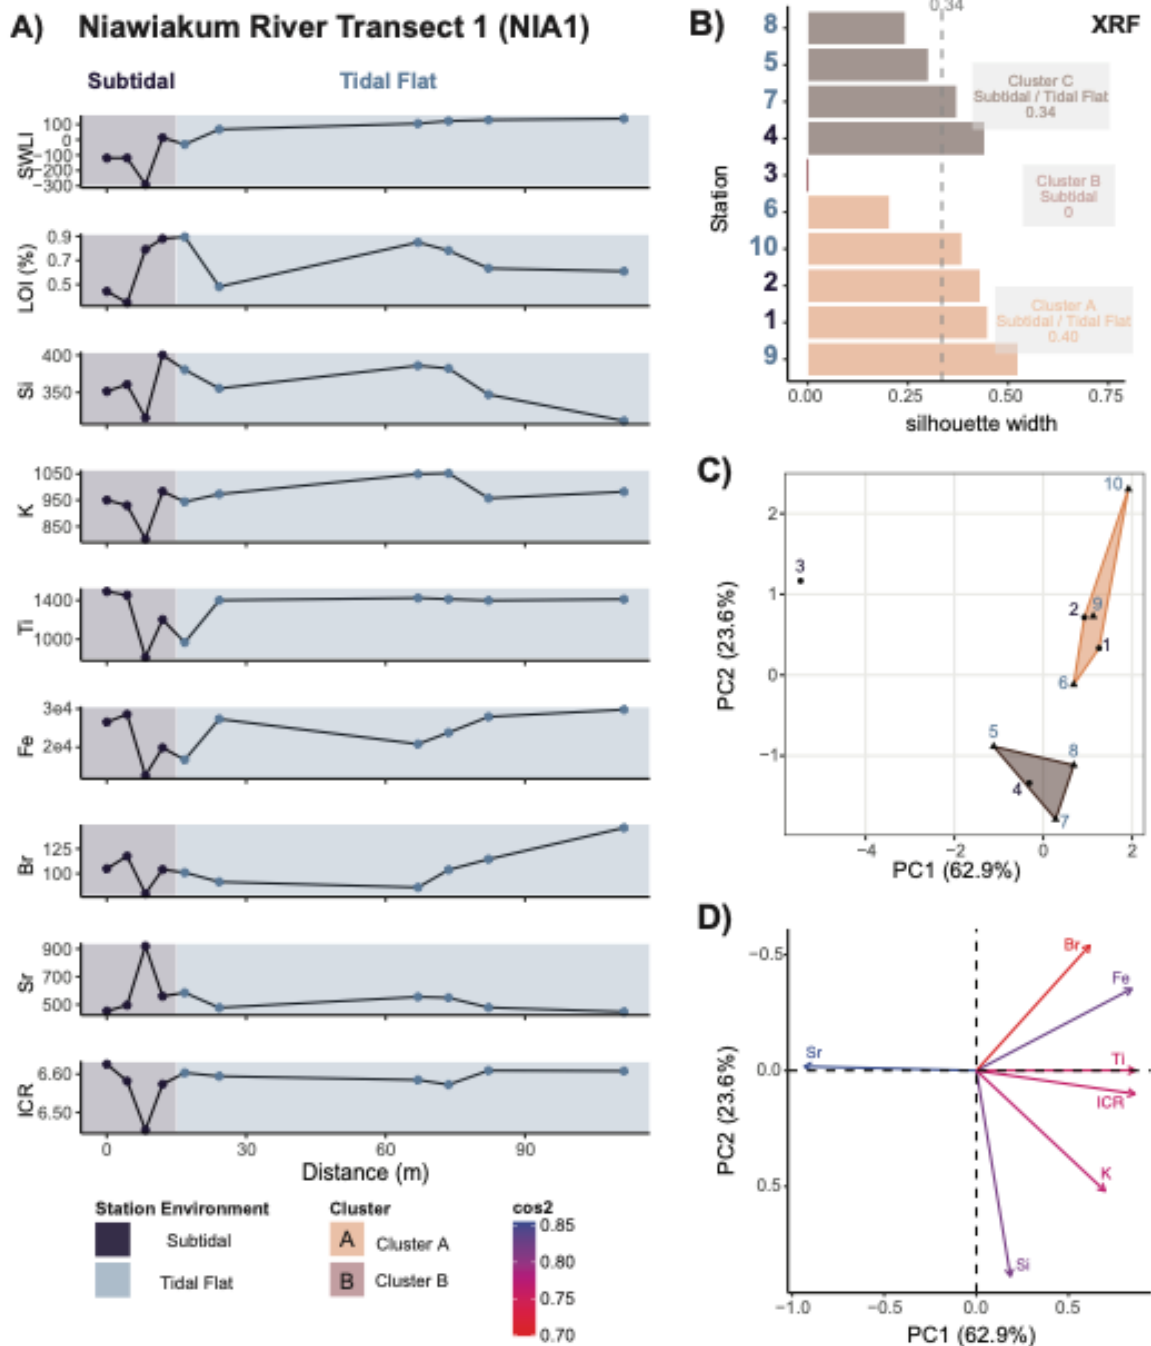 A) Niawiakum River Transect 1 (NIA1)
Subtidal Tidal Flat
SWLI
100
0
−100
−200
−300
LOI (%)
0.9
0.7
0.5
Si
400
350
K
1050
950
850
Ti
1400
1000
Fe
3e4
2e4
Br
125
100
Sr
900
700
500
ICR
6.60
6.50
0 30 60 90
Distance (m)
Station Environment
Subtidal
Tidal Flat
Cluster
A Cluster A
B Cluster B
cos2
0.85
0.80
0.75
0.70
B)
XRF
0.34
Station
8
5
7
4
3
6
10
2
1
9
Cluster C
Subtidal / Tidal Flat
0.34
Cluster B
Subtidal
0
Cluster A
Subtidal / Tidal Flat
0.40
0.00 0.25 0.50 0.75
silhouette width
C)
PC2 (23.6%)
2
1
0
−1
10
3
2 9
1
6
5
8
4
7
−4 −2 0 2
PC1 (62.9%)
D)
PC2 (23.6%)
−0.5
0.0
0.5
Br
Fe
Sr
Ti
ICR
K
Si
−1.0 −0.5 0.0 0.5
PC1 (62.9%)